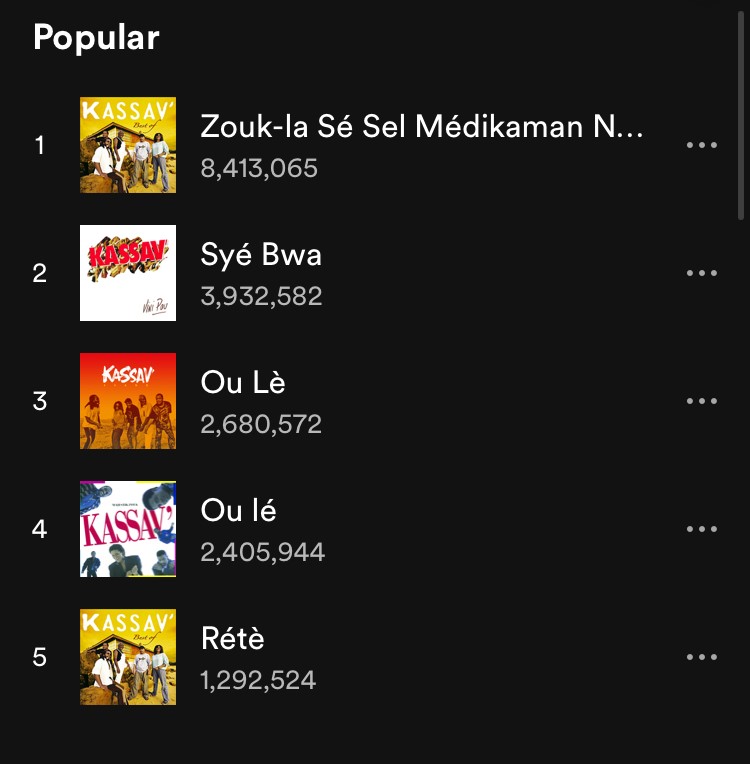 Popular
1
KASSAV'
Best of
Zouk-la Sé Sel Médikaman N...
8,413,065
2
KASSAV'
Vini Pou
Syé Bwa
3,932,582
3
KASSAV'
Ou Lè
2,680,572
4
KASSAV'
Ou lé
2,405,944
5
KASSAV'
Best of
Rétè
1,292,524